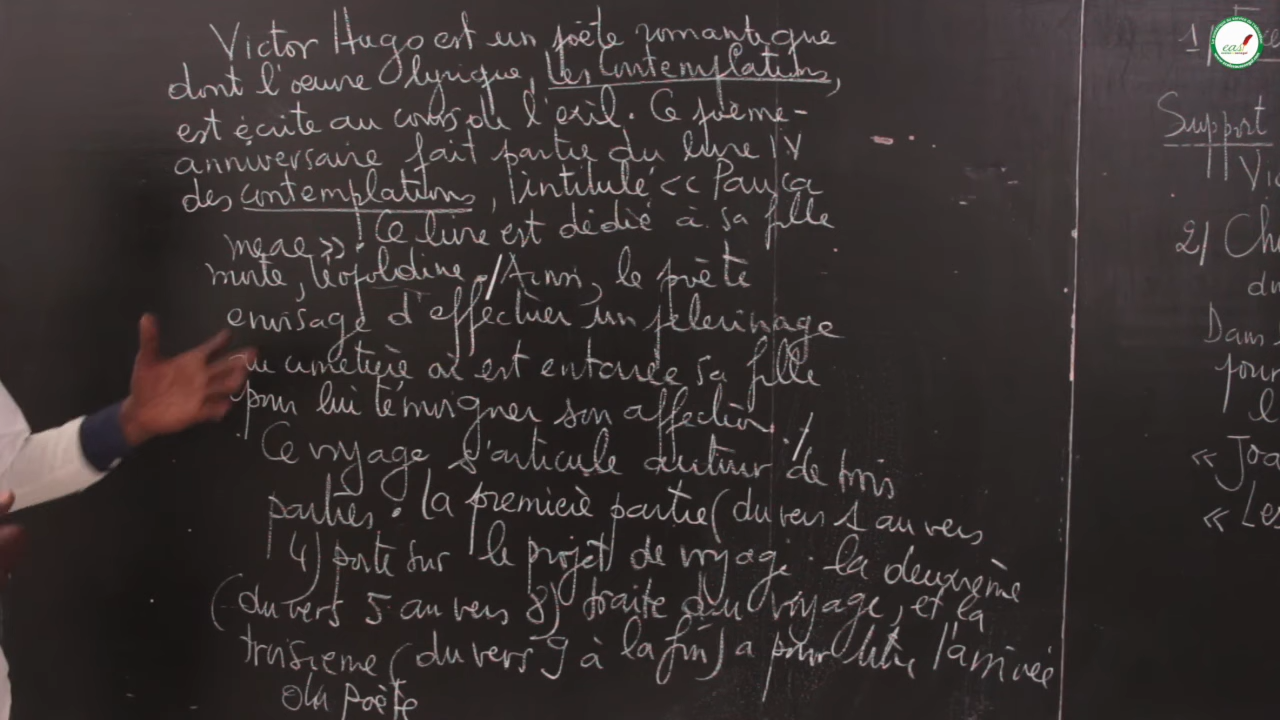 Victor Hugo est un poète romantique
dont l'œuvre lyrique, les Contemplations,
est écrite au cours de l'exil. Ce poème-
anniversaire fait partie du livre IV
des contemplations, intitulé << Pauca
meae >>. Ce livre est dédié à sa fille
morte, Léopoldine. / Ainsi, le poète
envisage d'effectuer un pèlerinage
au cimetière où est enterrée sa fille
pour lui témoigner son affection. /
Ce voyage s'articule autour de trois
parties. la première partie (du vers 1 au vers
4) porte sur le projet de voyage. la deuxième
(du vers 5 au vers 8) traite du voyage, et la
troisième (du vers 9 à la fin) a pour titre l'arrivée
du poète
1)
Support
Vic
2) Ch
du
Dans
pour
l
« Joa
« Les
eas!